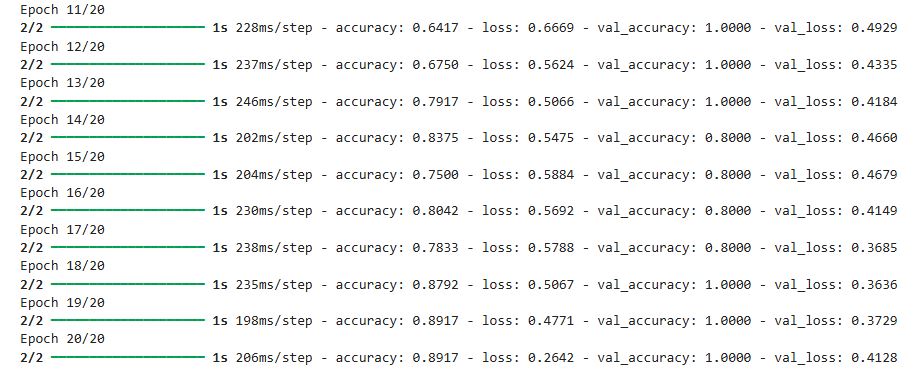 Epoch 11/20
2/2 ━━━━━━━━━━━━━━━━━━━━ 1s 228ms/step - accuracy: 0.6417 - loss: 0.6669 - val_accuracy: 1.0000 - val_loss: 0.4929
Epoch 12/20
2/2 ━━━━━━━━━━━━━━━━━━━━ 1s 237ms/step - accuracy: 0.6750 - loss: 0.5624 - val_accuracy: 1.0000 - val_loss: 0.4335
Epoch 13/20
2/2 ━━━━━━━━━━━━━━━━━━━━ 1s 246ms/step - accuracy: 0.7917 - loss: 0.5066 - val_accuracy: 1.0000 - val_loss: 0.4184
Epoch 14/20
2/2 ━━━━━━━━━━━━━━━━━━━━ 1s 202ms/step - accuracy: 0.8375 - loss: 0.5475 - val_accuracy: 0.8000 - val_loss: 0.4660
Epoch 15/20
2/2 ━━━━━━━━━━━━━━━━━━━━ 1s 204ms/step - accuracy: 0.7500 - loss: 0.5884 - val_accuracy: 0.8000 - val_loss: 0.4679
Epoch 16/20
2/2 ━━━━━━━━━━━━━━━━━━━━ 1s 230ms/step - accuracy: 0.8042 - loss: 0.5692 - val_accuracy: 0.8000 - val_loss: 0.4149
Epoch 17/20
2/2 ━━━━━━━━━━━━━━━━━━━━ 1s 238ms/step - accuracy: 0.7833 - loss: 0.5788 - val_accuracy: 0.8000 - val_loss: 0.3685
Epoch 18/20
2/2 ━━━━━━━━━━━━━━━━━━━━ 1s 235ms/step - accuracy: 0.8792 - loss: 0.5067 - val_accuracy: 1.0000 - val_loss: 0.3636
Epoch 19/20
2/2 ━━━━━━━━━━━━━━━━━━━━ 1s 198ms/step - accuracy: 0.8917 - loss: 0.4771 - val_accuracy: 1.0000 - val_loss: 0.3729
Epoch 20/20
2/2 ━━━━━━━━━━━━━━━━━━━━ 1s 206ms/step - accuracy: 0.8917 - loss: 0.2642 - val_accuracy: 1.0000 - val_loss: 0.4128